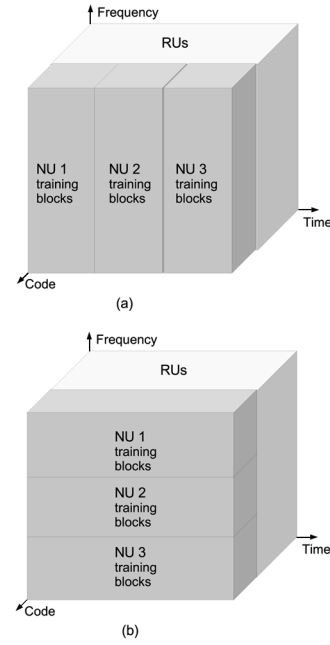 Frequency
RUs
NU 1 NU 2 NU 3
training training training
blocks blocks blocks
Time
Code
(a)
Frequency
RUs
NU 1
training
blocks
NU 2
training
blocks
NU 3
training
blocks
Time
Code
(b)